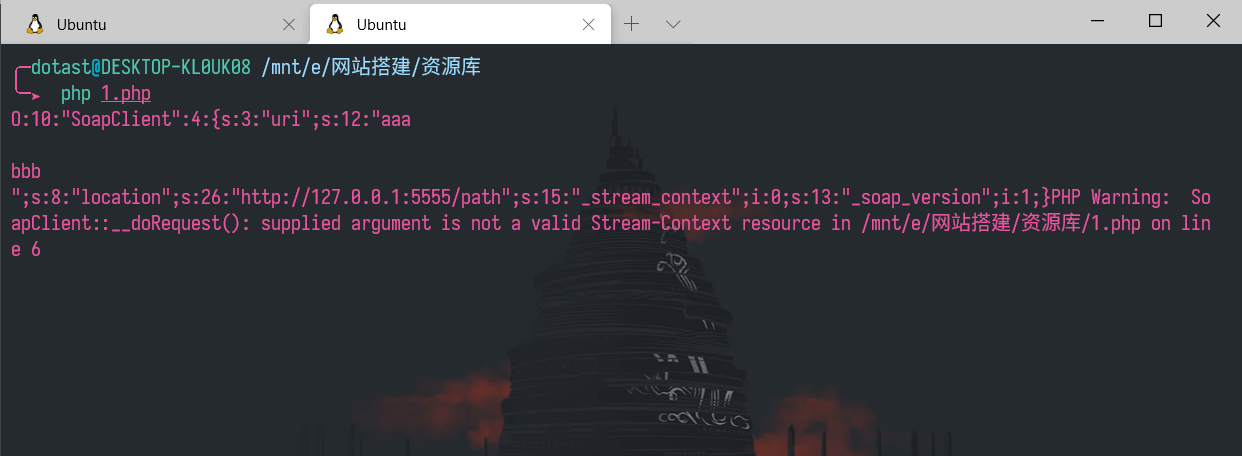 Ubuntu
Ubuntu
dotast@DESKTOP-KL0UK08 /mnt/e/网站搭建/资源库
php 1.php
O:10:"SoapClient":4:{s:3:"uri";s:12:"aaa
bbb
";s:8:"location";s:26:"http://127.0.0.1:5555/path";s:15:"_stream_context";i:0;s:13:"_soap_version";i:1;}PHP Warning:  So
apClient::__doRequest(): supplied argument is not a valid Stream-Context resource in /mnt/e/网站搭建/资源库/1.php on lin
e 6